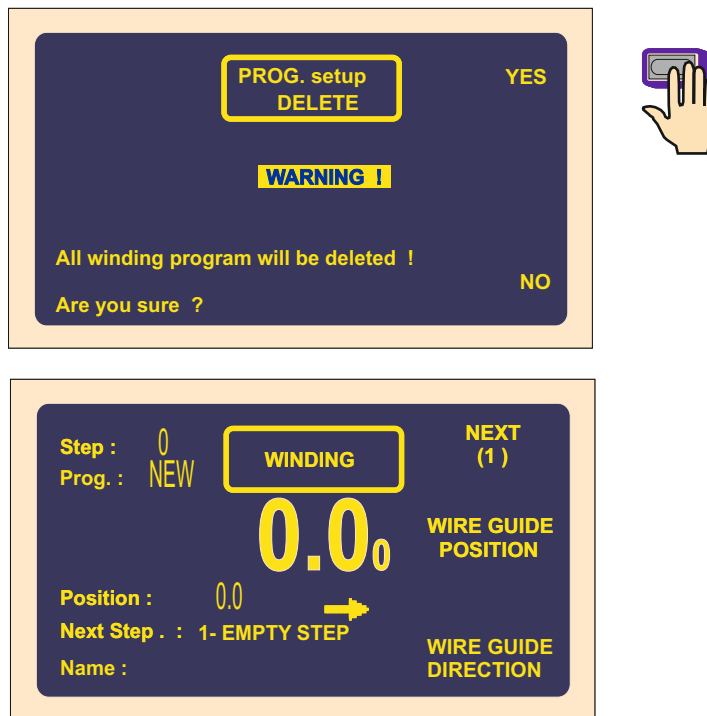 PROG. setup
DELETE
YES
WARNING !
All winding program will be deleted !
NO
Are you sure ?
Step : 0
WINDING
NEXT
(1 )
Prog. : NEW
0.00
WIRE GUIDE
POSITION
Position : 0.0
Next Step . : 1- EMPTY STEP
WIRE GUIDE
DIRECTION
Name :